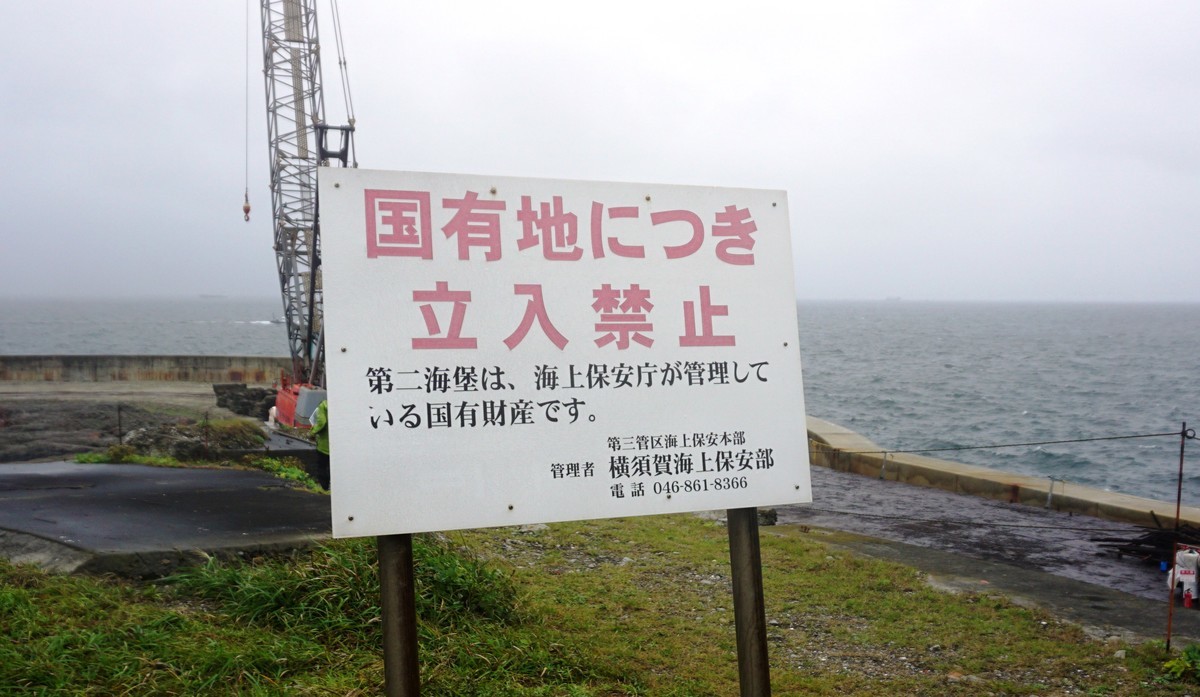 国有地につき
立入禁止
第二海堡は、海上保安庁が管理して
いる国有財産です。
第三管区海上保安本部
管理者 横須賀海上保安部
電話 046-861-8366